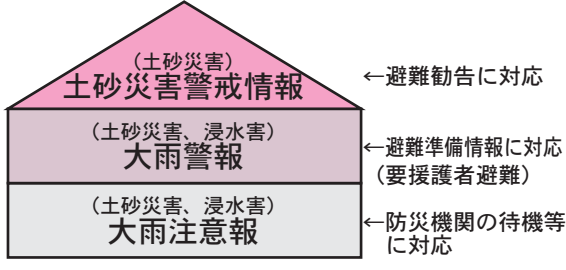 （土砂災害）
土砂災害警戒情報
←避難勧告に対応
（土砂災害、浸水害）
大雨警報
←避難準備情報に対応
（要援護者避難）
（土砂災害、浸水害）
大雨注意報
←防災機関の待機等
に対応